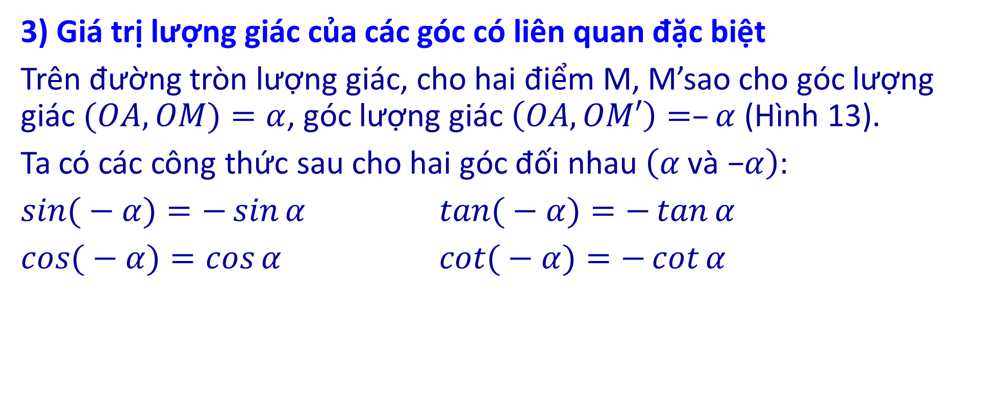 3) Giá trị lượng giác của các góc có liên quan đặc biệt
Trên đường tròn lượng giác, cho hai điểm M, M’sao cho góc lượng
giác (OA, OM) = α, góc lượng giác (OA, OM′) =– α (Hình 13).
Ta có các công thức sau cho hai góc đối nhau (α và –α):
sin( − α) = − sin α tan( − α) = − tan α
cos( − α) = cos α cot( − α) = − cot α